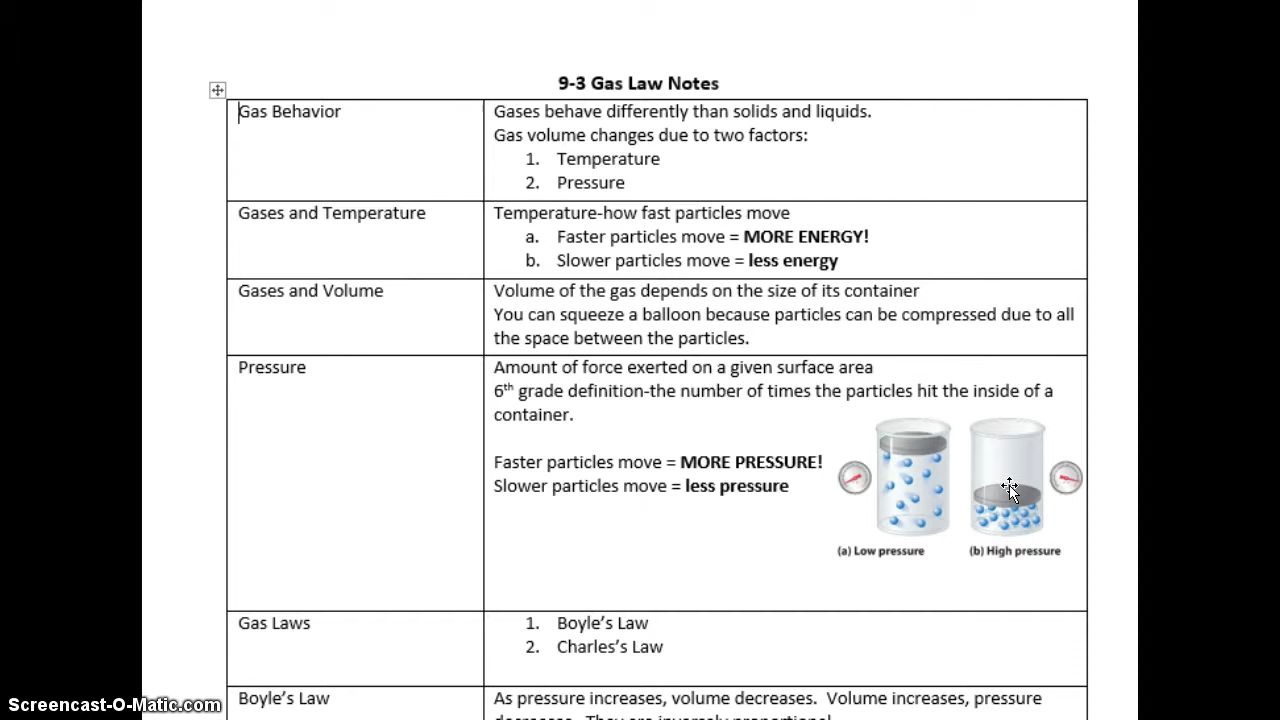 9-3 Gas Law Notes
Gas Behavior
Gases behave differently than solids and liquids.
Gas volume changes due to two factors:
1. Temperature
2. Pressure
Gases and Temperature
Temperature-how fast particles move
a. Faster particles move = MORE ENERGY!
b. Slower particles move = less energy
Gases and Volume
Volume of the gas depends on the size of its container
You can squeeze a balloon because particles can be compressed due to all
the space between the particles.
Pressure
Amount of force exerted on a given surface area
6th grade definition-the number of times the particles hit the inside of a
container.
Faster particles move = MORE PRESSURE!
Slower particles move = less pressure
(a) Low pressure
(b) High pressure
Gas Laws
1. Boyle's Law
2. Charles's Law
Boyle's Law
As pressure increases, volume decreases. Volume increases, pressure
decreases. They are inversely proportional
Screencast-O-Matic.com